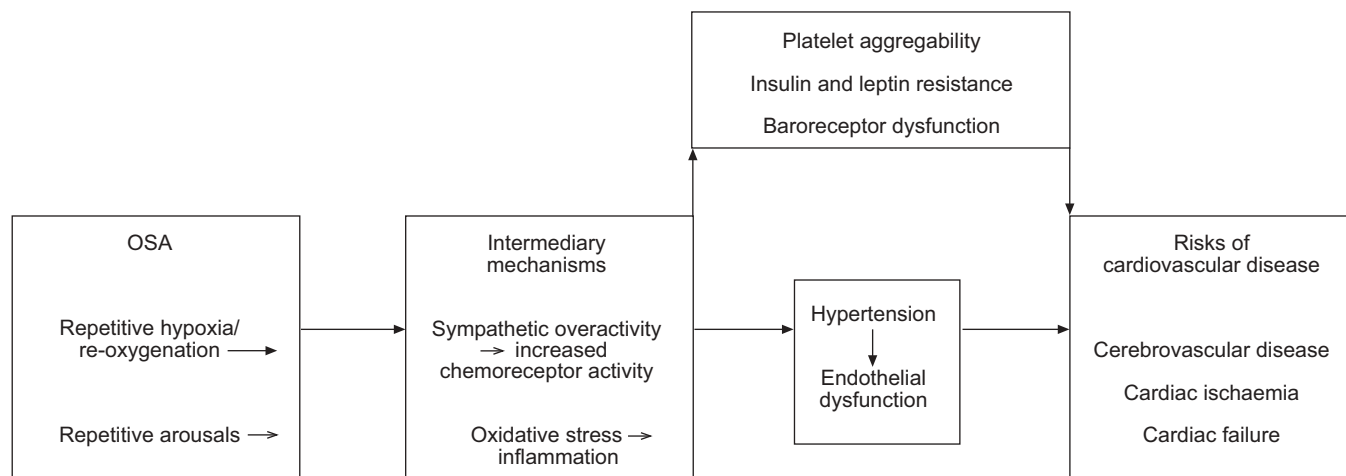 Platelet aggregability
Insulin and leptin resistance
Baroreceptor dysfunction
OSA
Repetitive hypoxia/
re-oxygenation
Repetitive arousals
Intermediary
mechanisms
Sympathetic overactivity
increased
chemoreceptor activity
Oxidative stress
inflammation
Hypertension
Endothelial
dysfunction
Risks of
cardiovascular disease
Cerebrovascular disease
Cardiac ischaemia
Cardiac failure